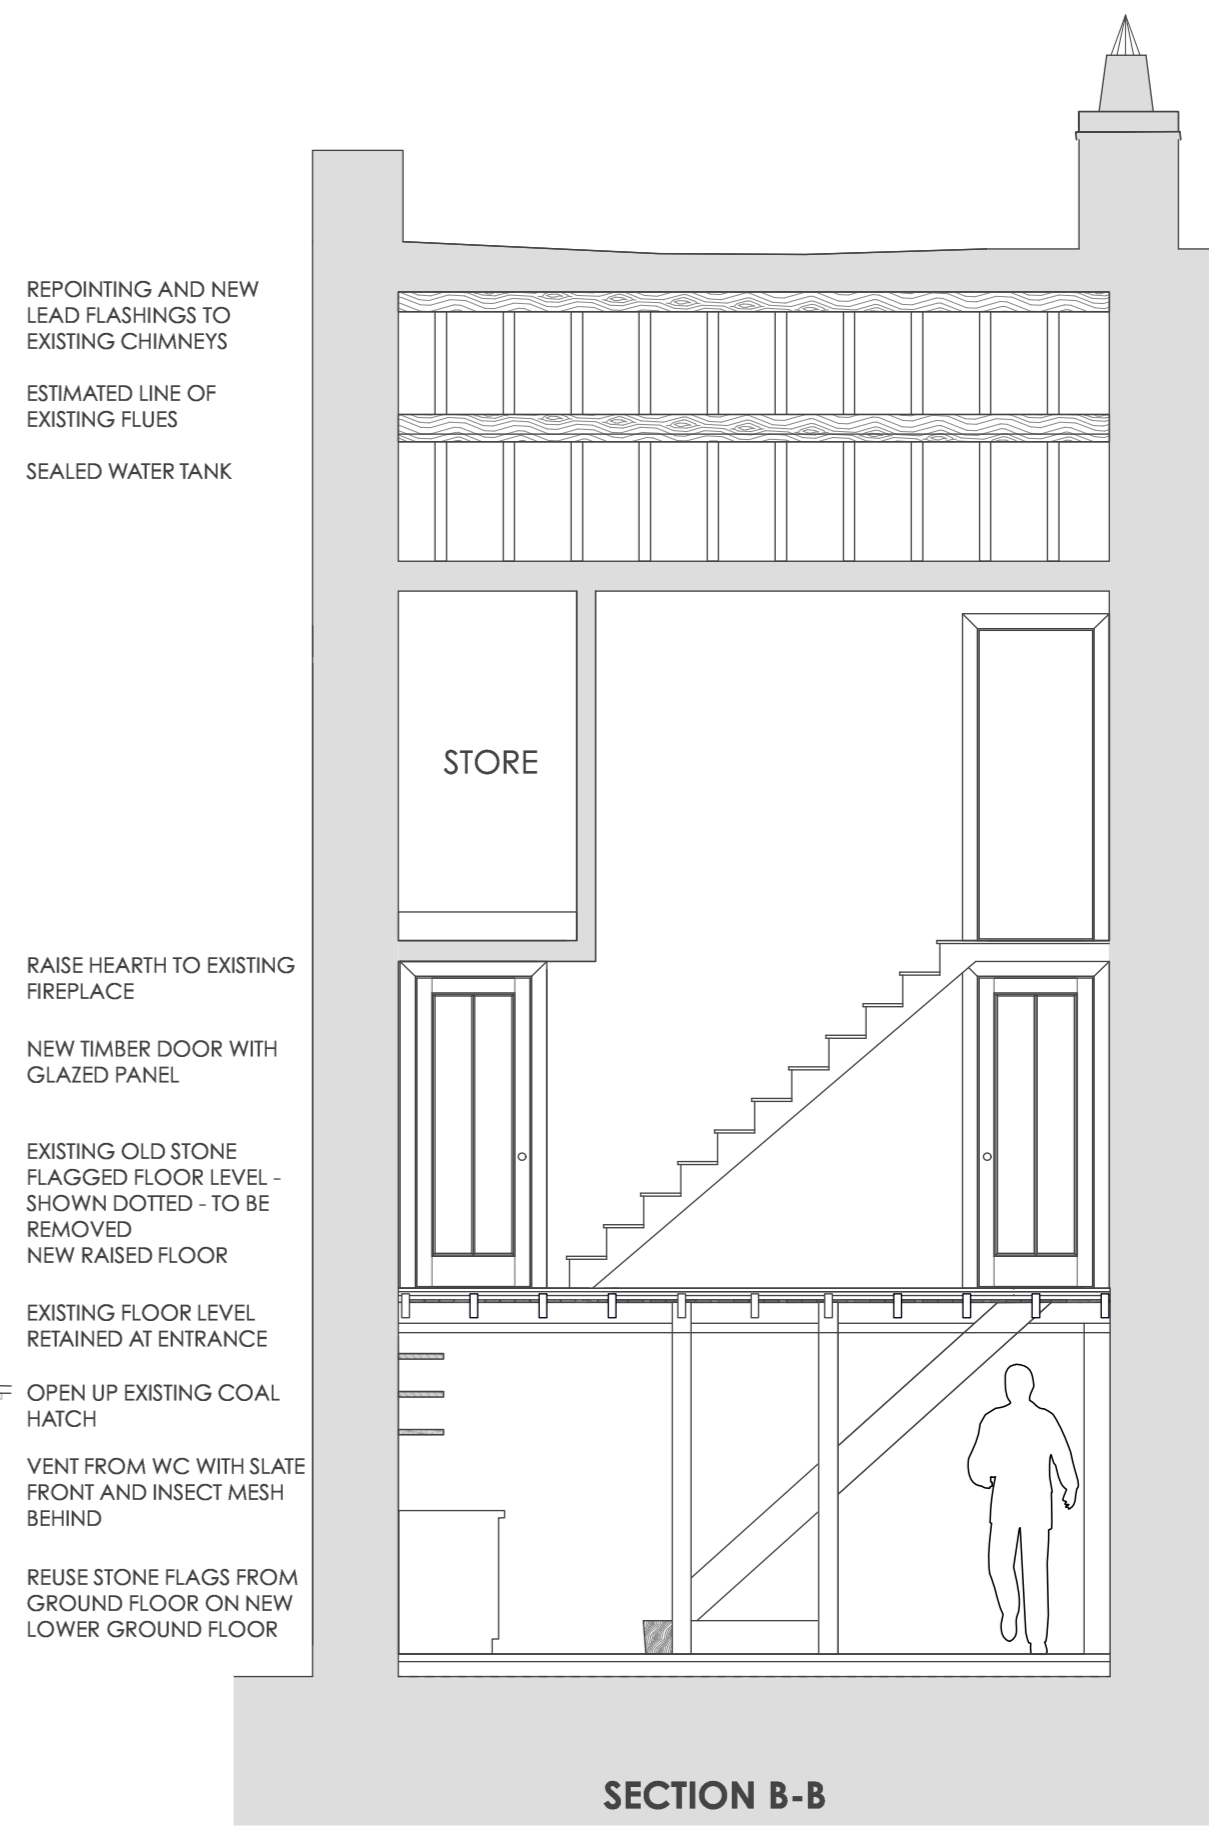 REPOINTING AND NEW
LEAD FLASHINGS TO
EXISTING CHIMNEYS
ESTIMATED LINE OF
EXISTING FLUES
SEALED WATER TANK
STORE
RAISE HEARTH TO EXISTING
FIREPLACE
NEW TIMBER DOOR WITH
GLAZED PANEL
EXISTING OLD STONE
FLAGGED FLOOR LEVEL -
SHOWN DOTTED - TO BE
REMOVED
NEW RAISED FLOOR
EXISTING FLOOR LEVEL
RETAINED AT ENTRANCE
OPEN UP EXISTING COAL
HATCH
VENT FROM WC WITH SLATE
FRONT AND INSECT MESH
BEHIND
REUSE STONE FLAGS FROM
GROUND FLOOR ON NEW
LOWER GROUND FLOOR
SECTION B-B